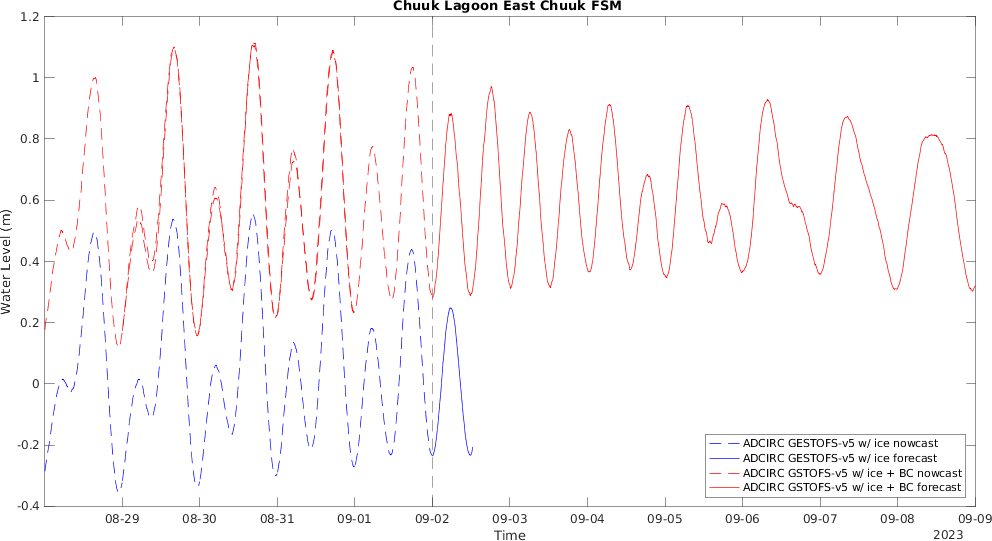 Chuuk Lagoon East Chuuk FSM
1.2
1
0.8
0.6
0.4
0.2
0
-0.2
-0.4
Water Level (m)
08-29 08-30 08-31 09-01 09-02 09-03 09-04 09-05 09-06 09-07 09-08 09-09
Time
2023
ADCIRC GESTOFS-v5 w/ ice nowcast
ADCIRC GESTOFS-v5 w/ ice forecast
ADCIRC GSTOFS-v5 w/ ice + BC nowcast
ADCIRC GSTOFS-v5 w/ ice + BC forecast